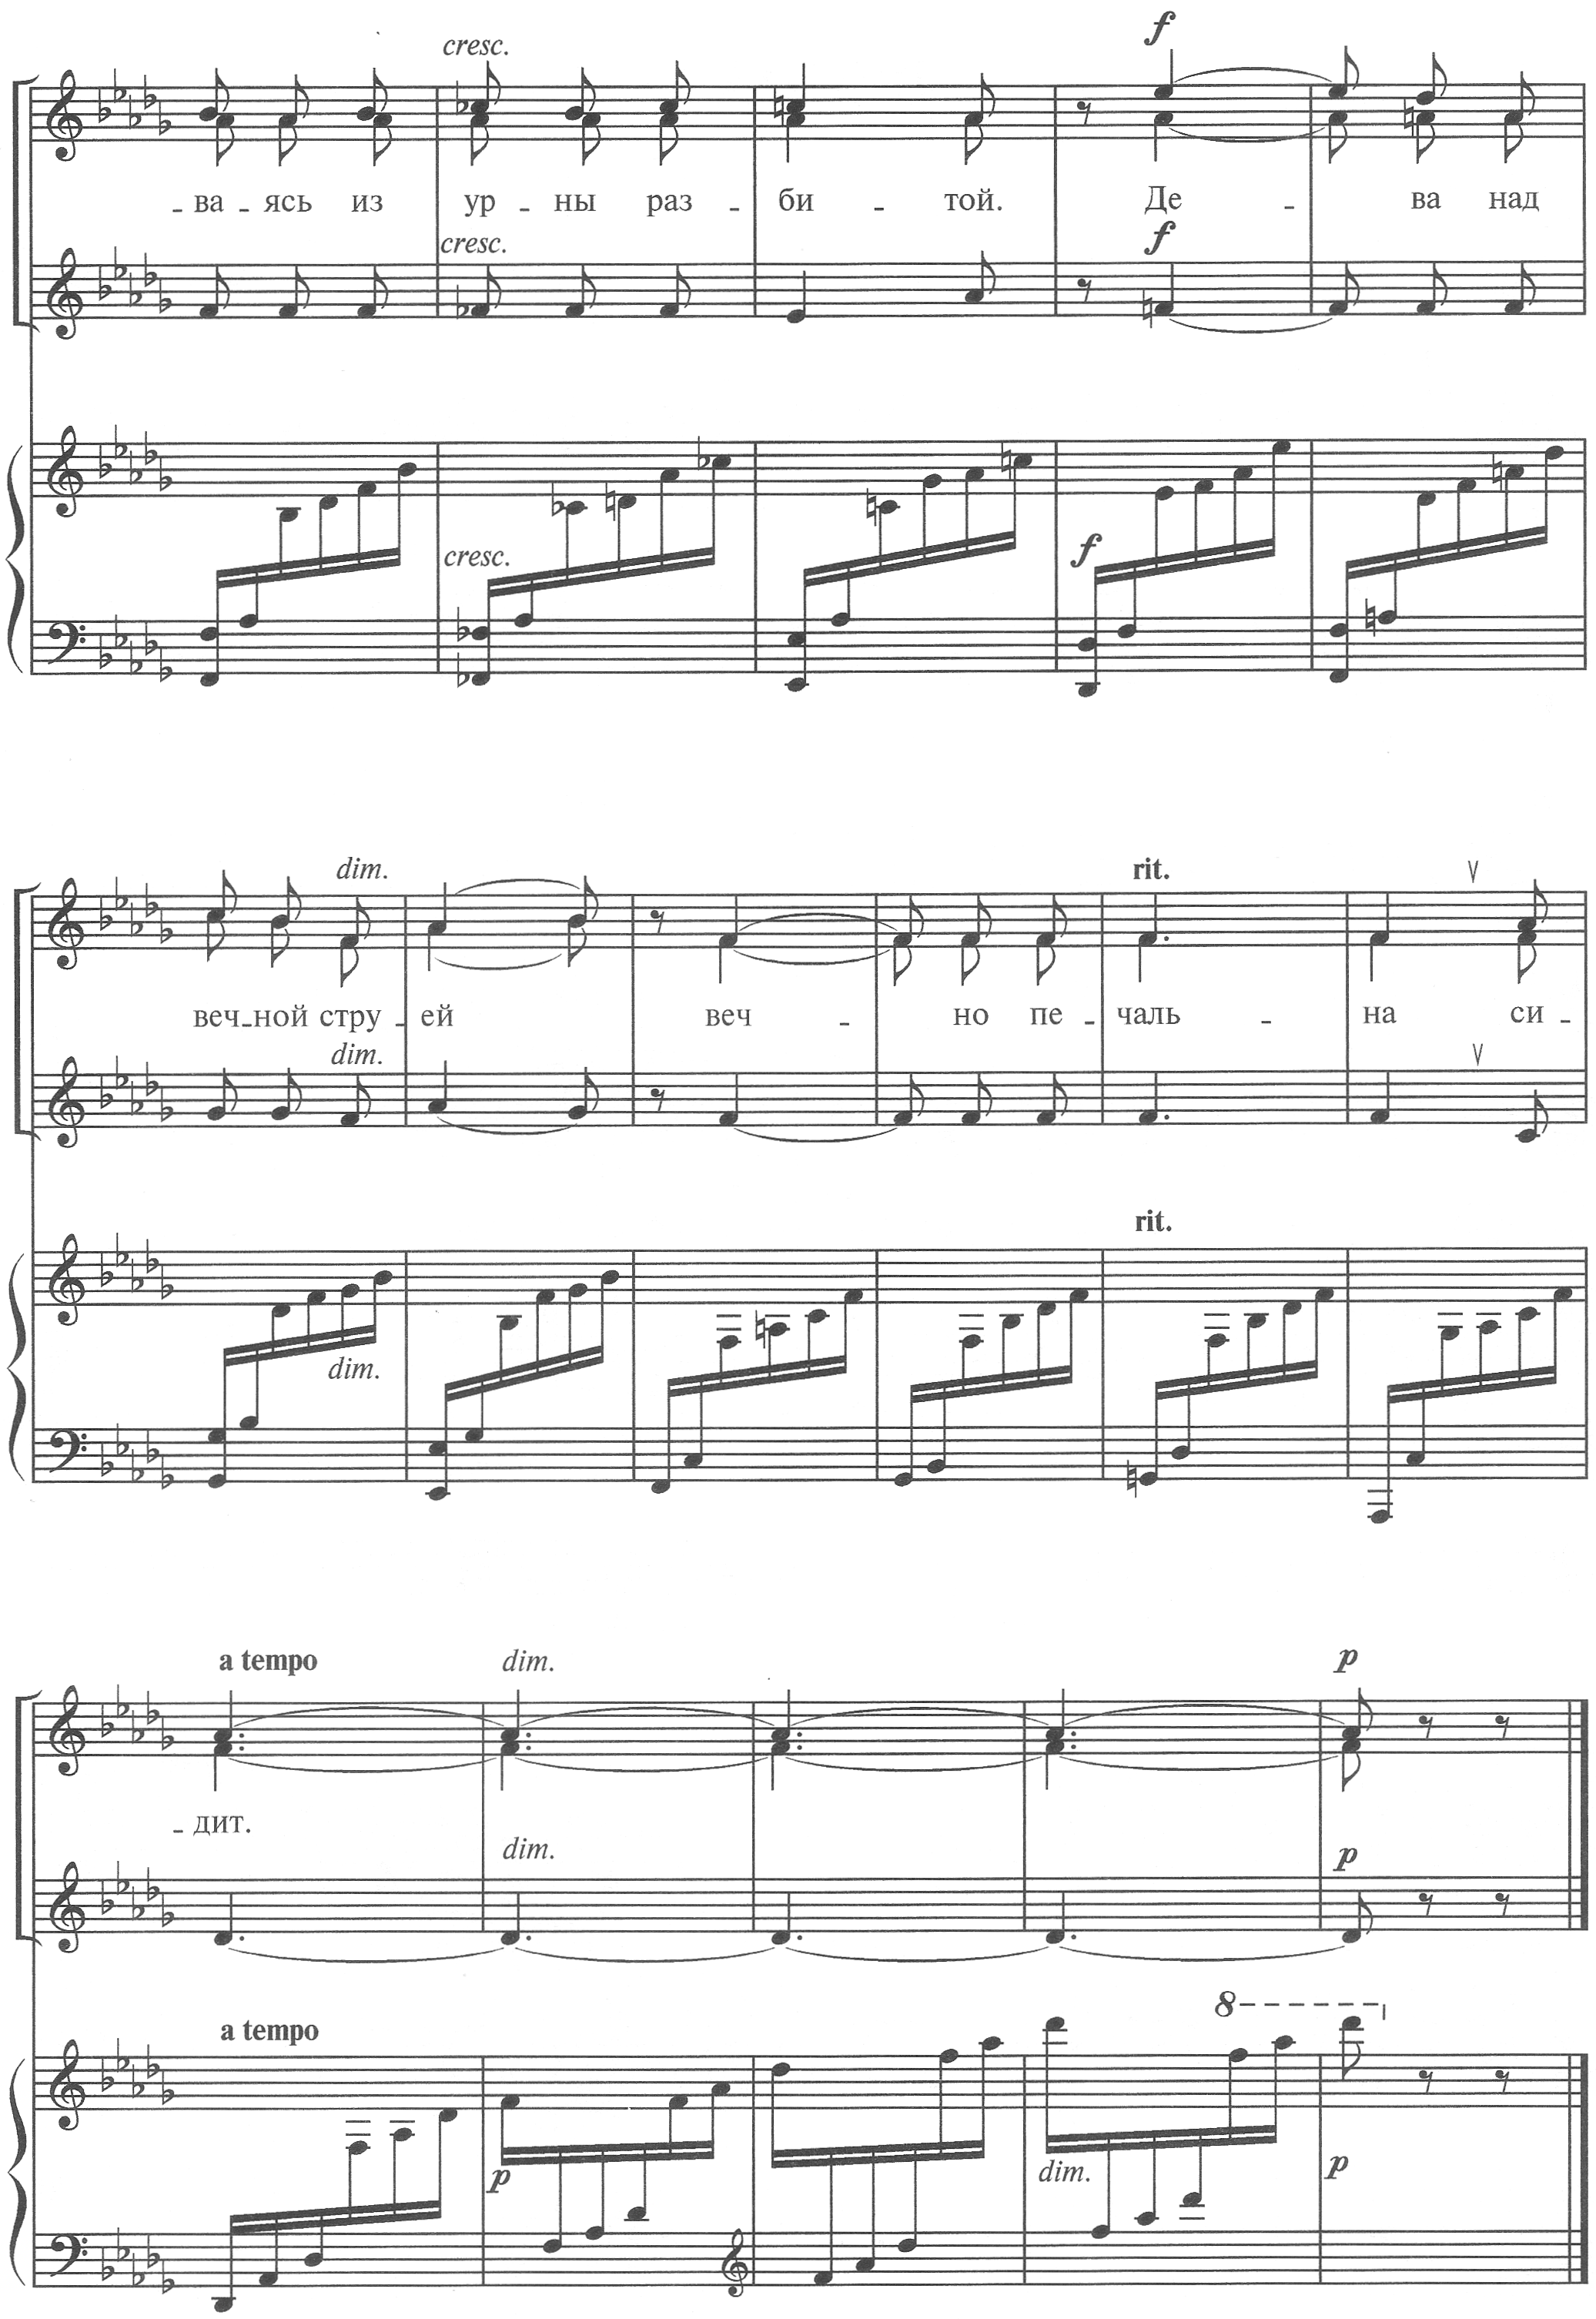 cresc.
f
- ва - ясь из ур - ны раз - би - той. Де - ва над
cresc.
f
cresc.
f
dim.
rit.
веч-ной стру - ей веч - но пе - чаль - на си -
dim.
rit.
dim.
a tempo
dim.
p
- дит.
dim.
p
8
a tempo
p
dim.
p